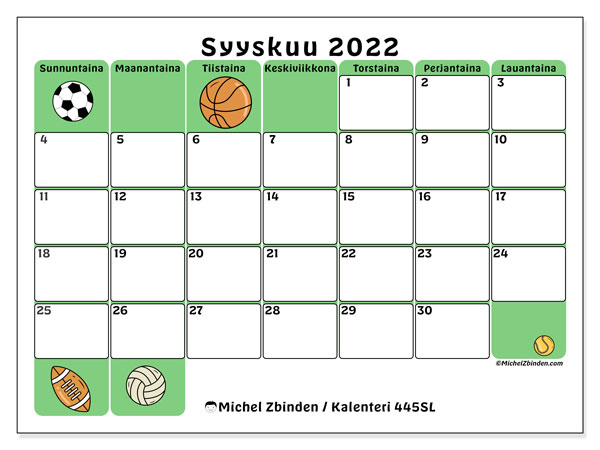 Syyskuu 2022
Sunnuntaina Maanantaina Tiistaina Keskiviikkona Torstaina Perjantaina Lauantaina
1 2 3
4 5 6 7 8 9 10
11 12 13 14 15 16 17
18 19 20 21 22 23 24
25 26 27 28 29 30
©MichelZbinden.com
Michel Zbinden / Kalenteri 445SL